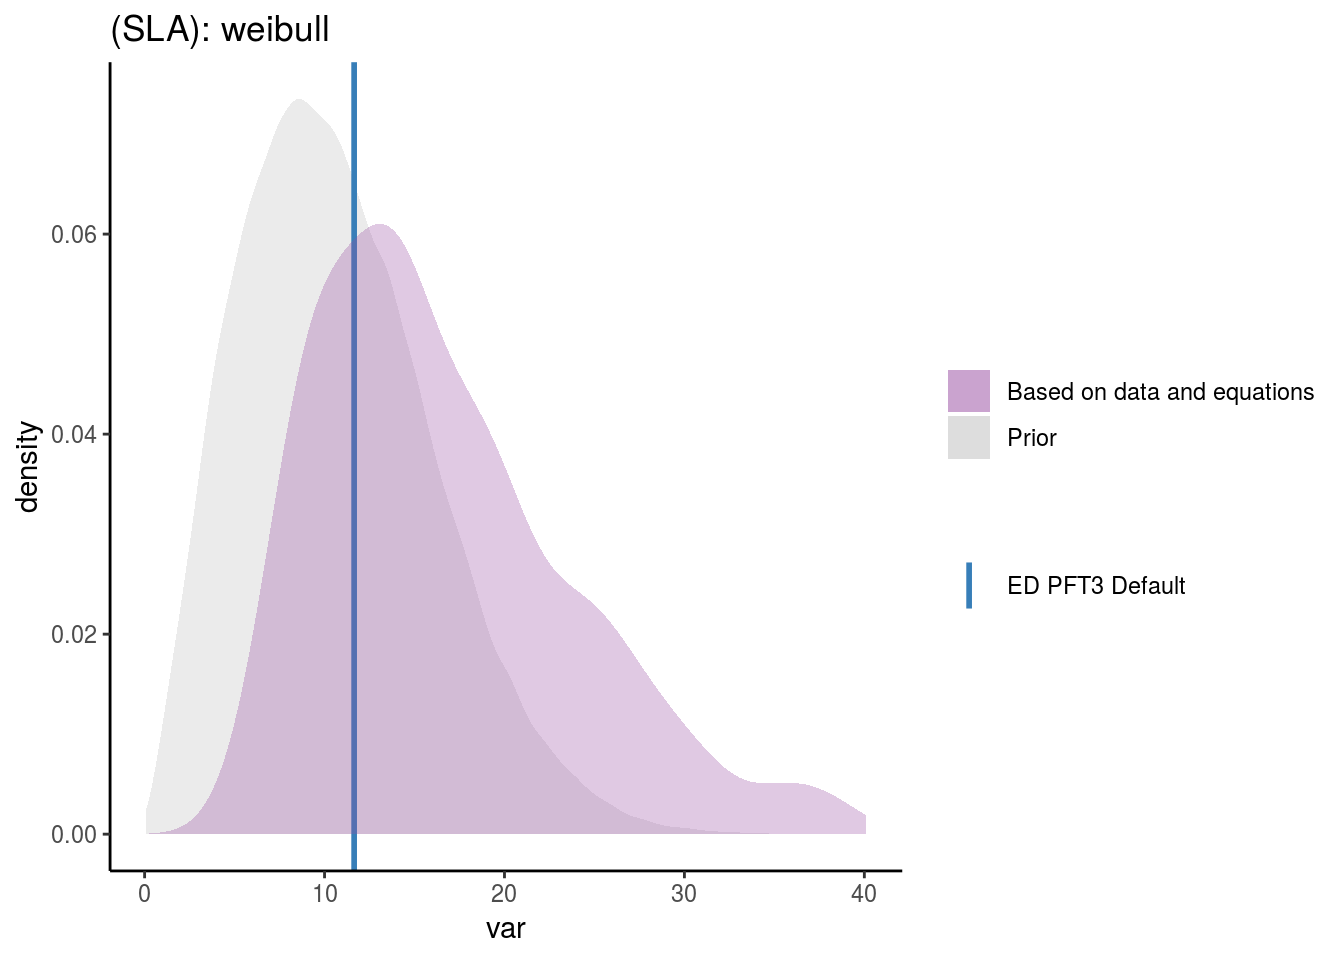 (SLA): weibull
density
0.06
0.04
0.02
0.00
0
10
20
30
40
var
Based on data and equations
Prior
ED PFT3 Default